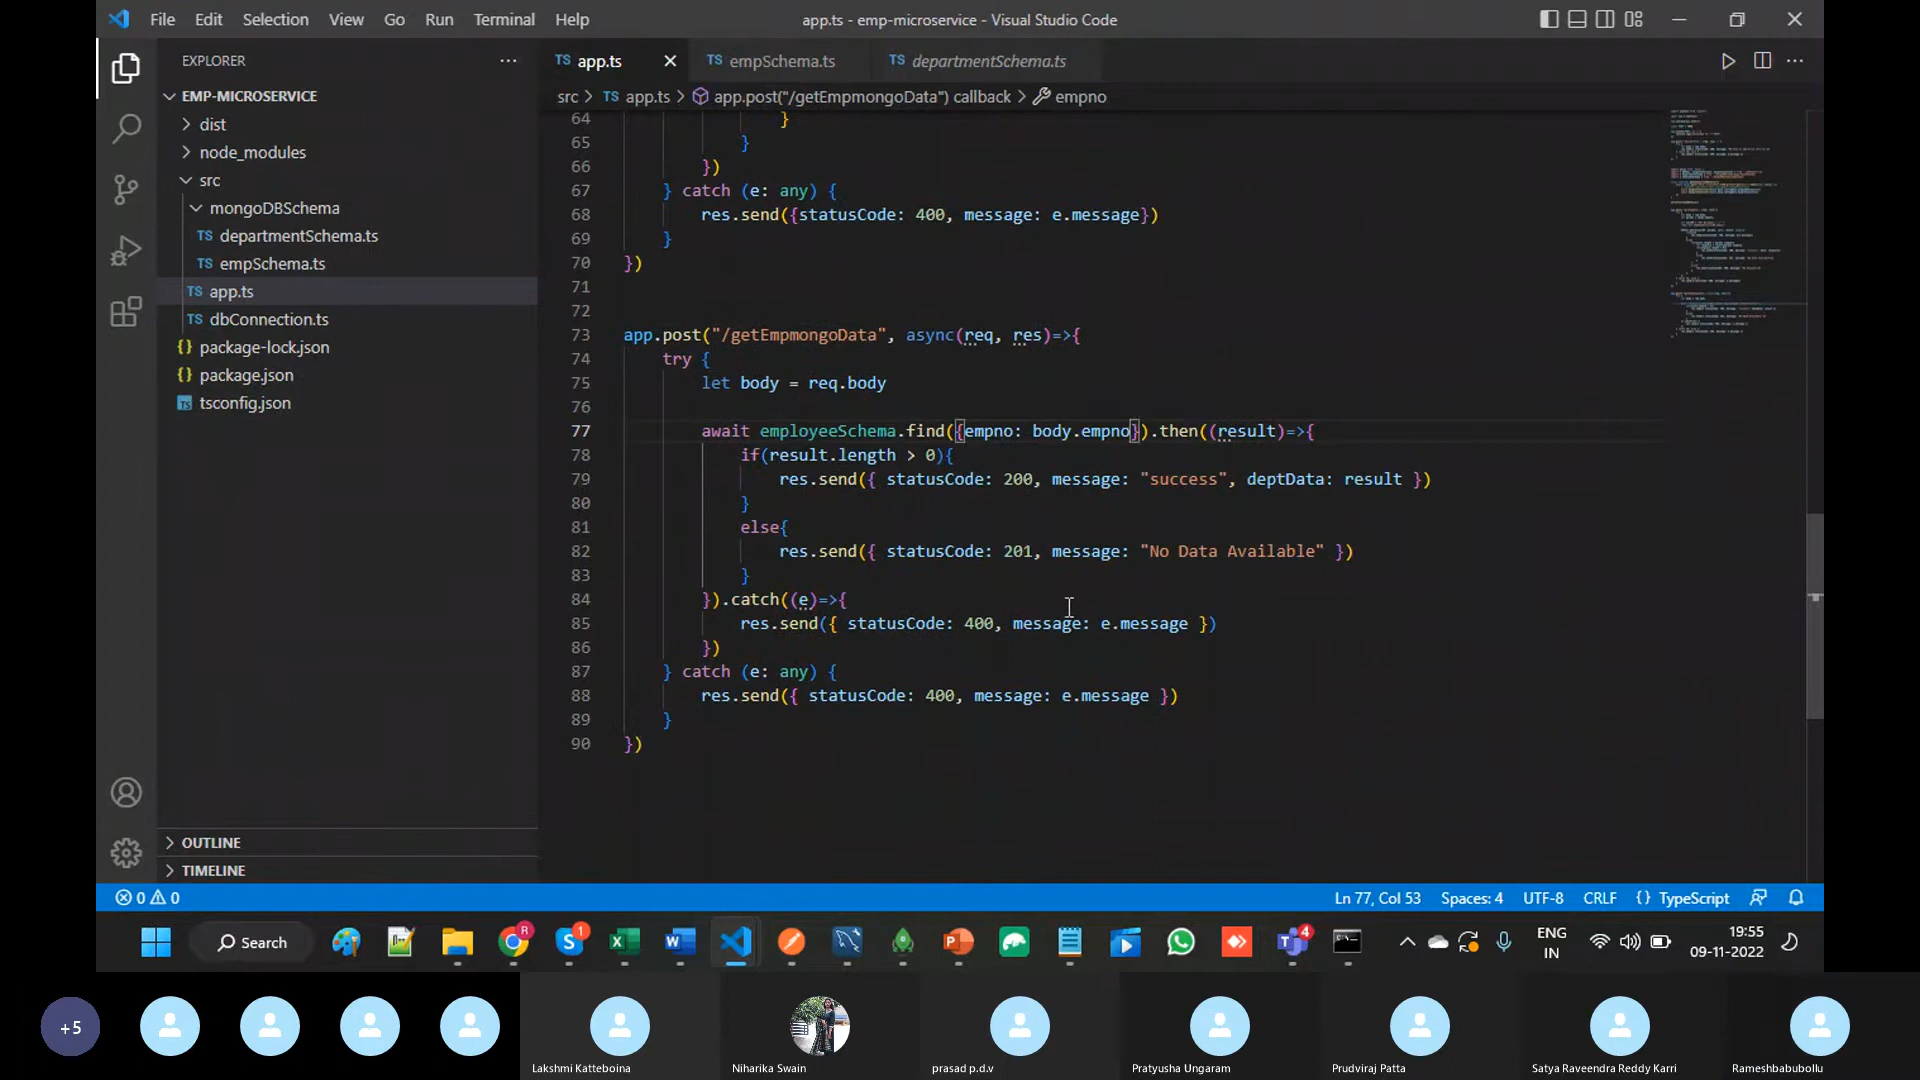 File Edit Selection View Go Run Terminal Help
app.ts - emp-microservice - Visual Studio Code
EXPLORER
EMP-MICROSERVICE
dist
node_modules
src
mongoDBSchema
TS departmentSchema.ts
TS empSchema.ts
TS app.ts
TS dbConnection.ts
{} package-lock.json
{} package.json
TS tsconfig.json
OUTLINE
TIMELINE
TS app.ts
TS empSchema.ts
TS departmentSchema.ts
src > TS app.ts > app.post("/getEmpmongoData") callback > empno
64 }
65 }
66 })
67 } catch (e: any) {
68 res.send({statusCode: 400, message: e.message})
69 }
70 })
71
72
73 app.post("/getEmpmongoData", async(req, res)=>{
74 try {
75 let body = req.body
76
77 await employeeSchema.find({empno: body.empno}).then((result)=>{
78 if(result.length > 0){
79 res.send({ statusCode: 200, message: "success", deptData: result })
80 }
81 else{
82 res.send({ statusCode: 201, message: "No Data Available" })
83 }
84 }).catch((e)=>{
85 res.send({ statusCode: 400, message: e.message })
86 })
87 } catch (e: any) {
88 res.send({ statusCode: 400, message: e.message })
89 }
90 })
0 0
Ln 77, Col 53 Spaces: 4 UTF-8 CRLF {} TypeScript
Search
R
1
4
ENG
IN
19:55
09-11-2022
+5
Lakshmi Katteboina
Niharika Swain
prasad p.d.v
Pratyusha Ungaram
Prudviraj Patta
Satya Raveendra Reddy Karri
Rameshbabubollu